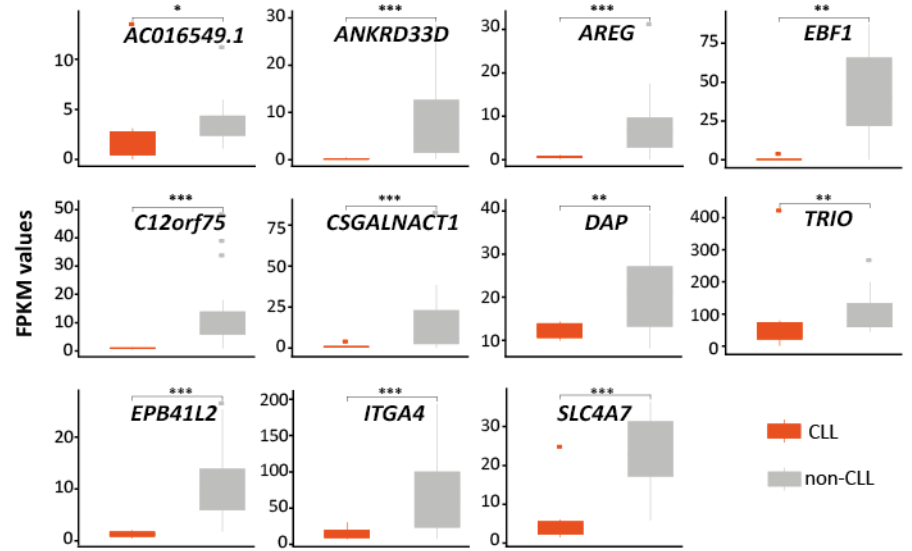 * *** *** **
AC016549.1 ANKRD33D AREG EBF1
10 5 0
30 20 10 0
30 20 10 0
75 50 25 0
*** *** ** **
C12orf75 CSGALNACT1 DAP TRIO
50 40 30 20 10 0
75 50 25 0
40 30 20 10
400 300 200 100 0
FPKM values
*** *** ***
EPB41L2 ITGA4 SLC4A7
20 10 0
200 150 100 50 0
30 20 10 0
CLL
non-CLL